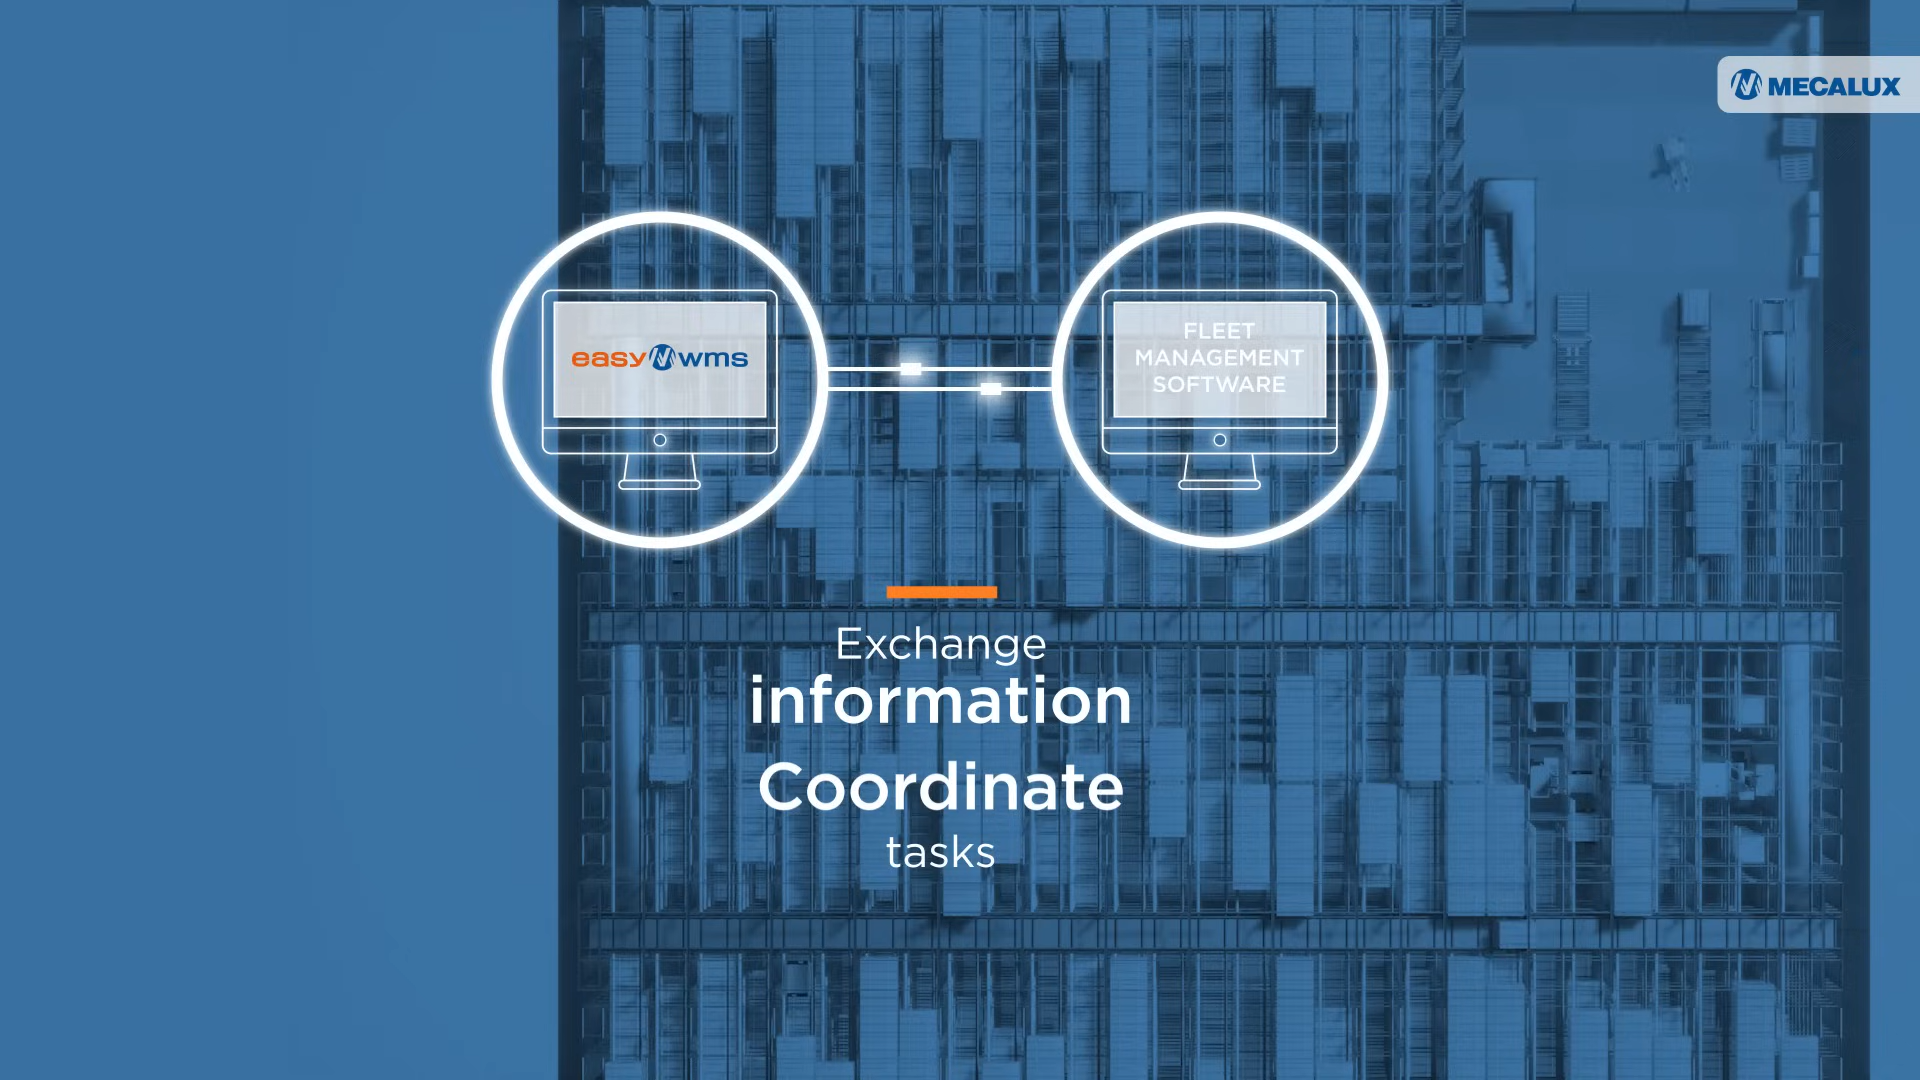 MECALUX
easy wms
FLEET
MANAGEMENT
SOFTWARE
Exchange
information
Coordinate
tasks